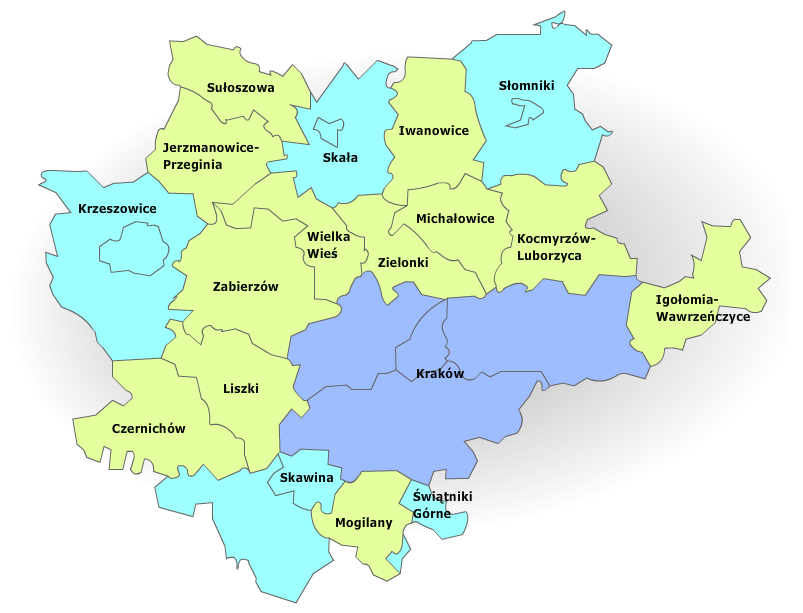 Słomniki
Sułoszowa
Iwanowice
Jerzmanowice-
Przeginia
Skała
Krzeszowice
Michałowice
Wielka
Wieś
Kocmyrzów-
Luborzyca
Zielonki
Zabierzów
Igołomia-
Wawrzeńczyce
Kraków
Liszki
Czernichów
Skawina
Świątniki
Górne
Mogilany